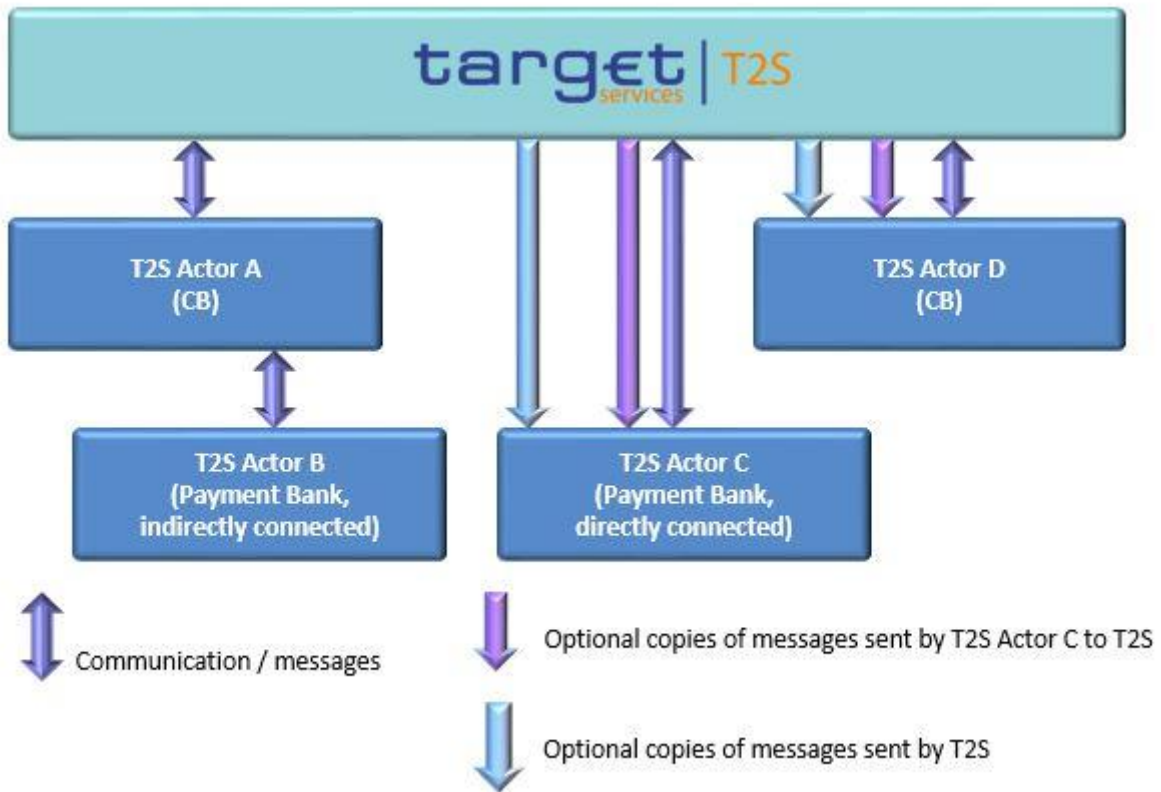 target | T2S
services
T2S Actor A
(CB)
T2S Actor D
(CB)
T2S Actor B
(Payment Bank,
indirectly connected)
T2S Actor C
(Payment Bank,
directly connected)
Communication / messages
Optional copies of messages sent by T2S Actor C to T2S
Optional copies of messages sent by T2S